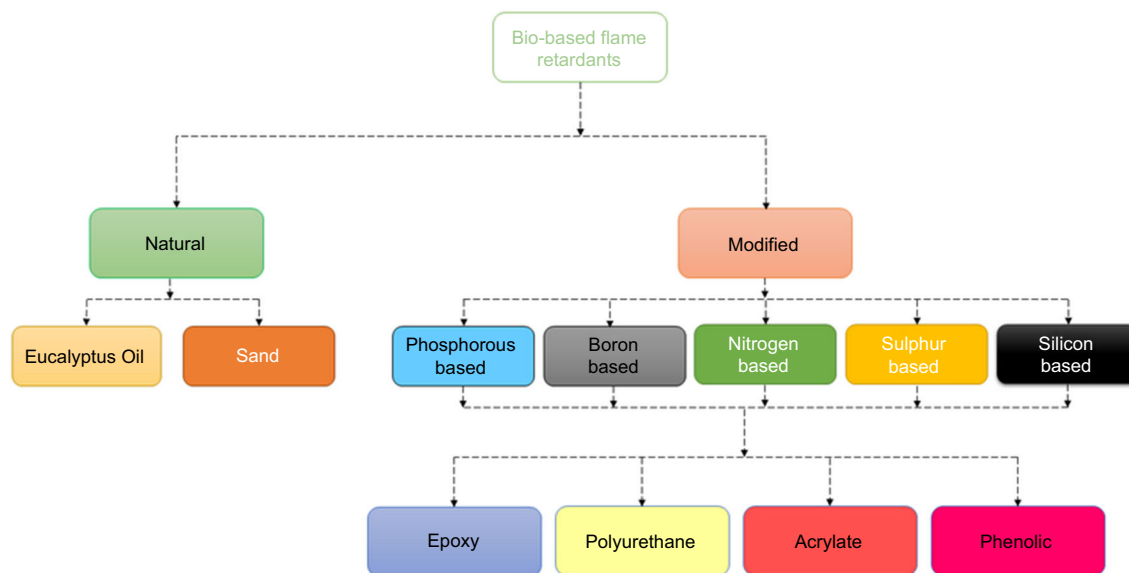 Bio-based flame
retardants
Natural
Modified
Eucalyptus Oil
Sand
Phosphorous
based
Boron
based
Nitrogen
based
Sulphur
based
Silicon
based
Epoxy
Polyurethane
Acrylate
Phenolic